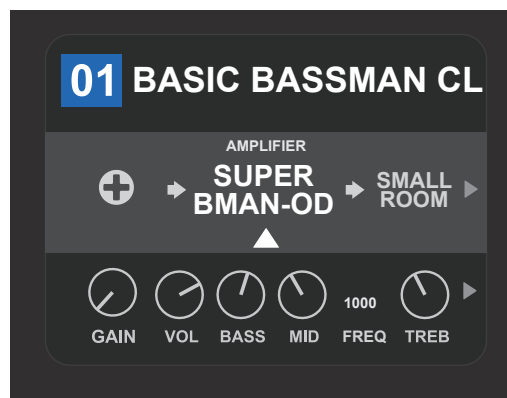 01 BASIC BASSMAN CL
AMPLIFIER
SUPER
BMAN-OD
SMALL
ROOM
1000
GAIN VOL BASS MID FREQ TREB